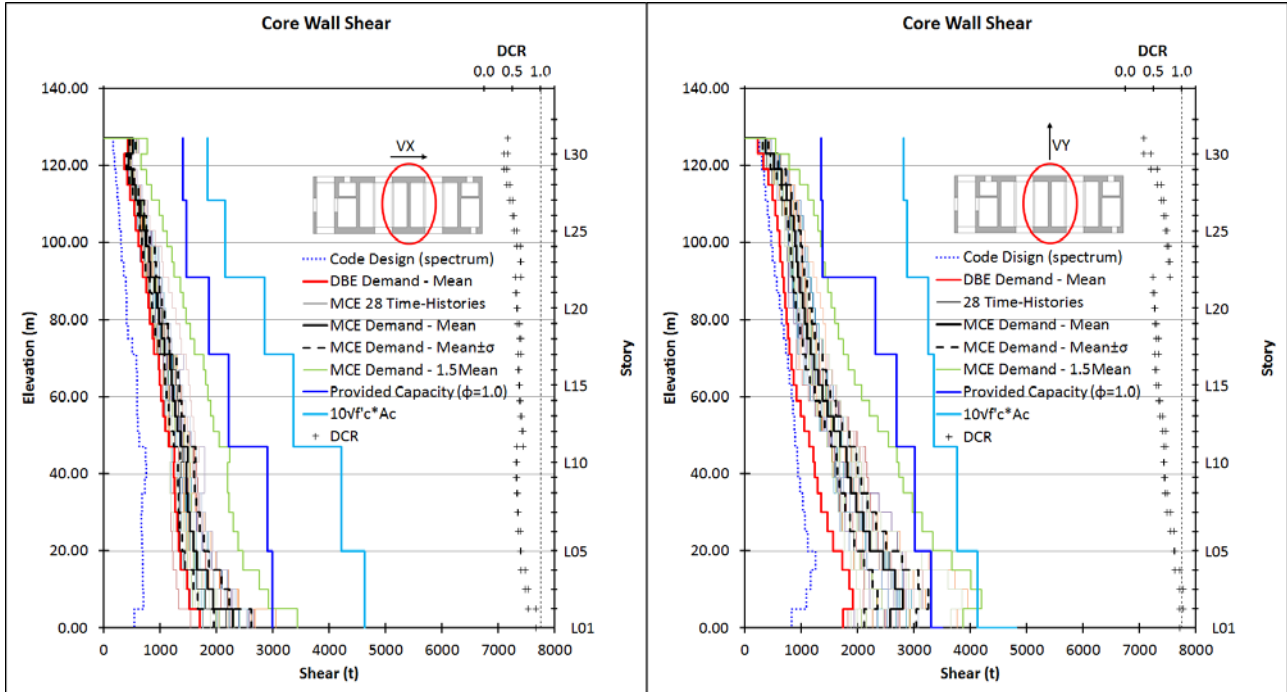 Core Wall Shear
DCR
0.0 0.5 1.0
140.00
120.00
100.00
80.00
60.00
40.00
20.00
0.00
Elevation (m)
VX
Code Design (spectrum)
DBE Demand - Mean
MCE 28 Time-Histories
MCE Demand - Mean
MCE Demand - Mean±σ
MCE Demand - 1.5Mean
Provided Capacity (ϕ=1.0)
10√f'c*Ac
DCR
L30
L25
L20
L15
L10
L05
L01
Story
0 1000 2000 3000 4000 5000 6000 7000 8000
Shear (t)
Core Wall Shear
DCR
0.0 0.5 1.0
140.00
120.00
100.00
80.00
60.00
40.00
20.00
0.00
Elevation (m)
VY
Code Disign (spectrum)
DBE Demand - Mean
28 Time-Histories
MCE Demand - Mean
MCE Demand - Mean±σ
MCE Demand - 1.5Mean
Provided Capacity (ϕ=1.0)
10√f'c*Ac
DCR
L30
L25
L20
L15
L10
L05
L01
Story
0 1000 2000 3000 4000 5000 6000 7000 8000
Shear (t)